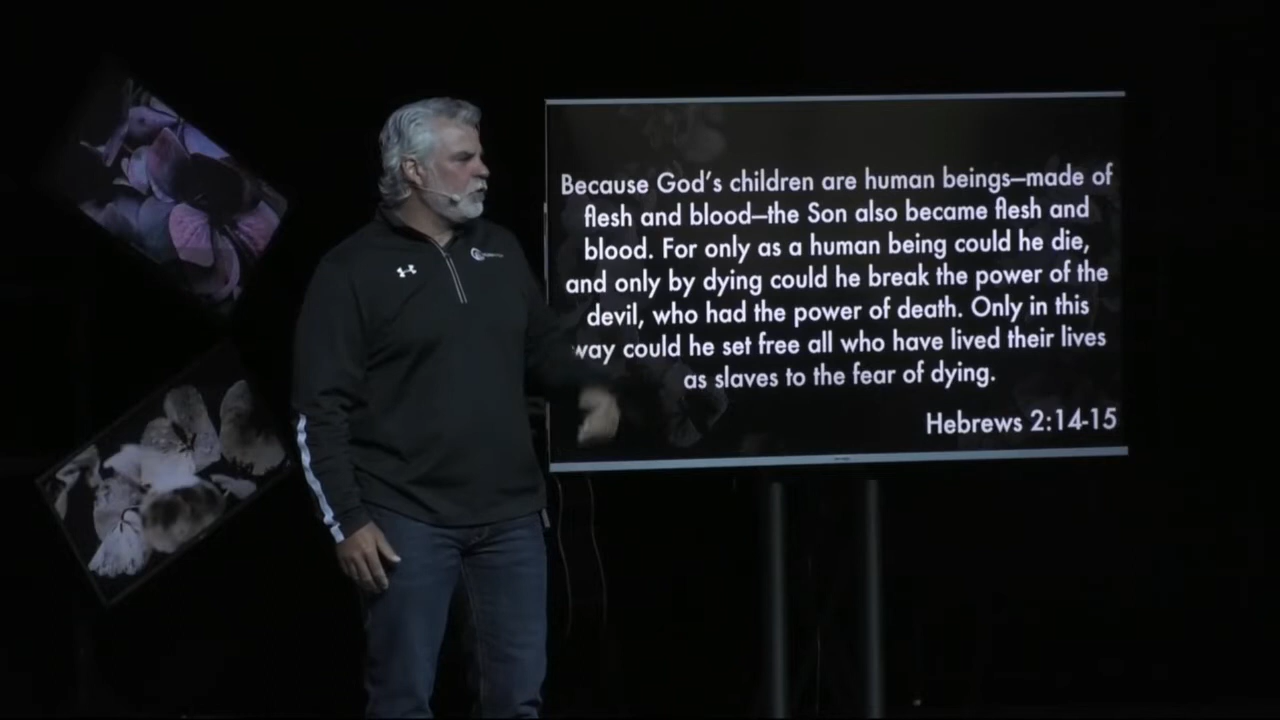 Because God's children are human beings—made of
flesh and blood—the Son also became flesh and
blood. For only as a human being could he die,
and only by dying could he break the power of the
devil, who had the power of death. Only in this
way could he set free all who have lived their lives
as slaves to the fear of dying.
Hebrews 2:14-15